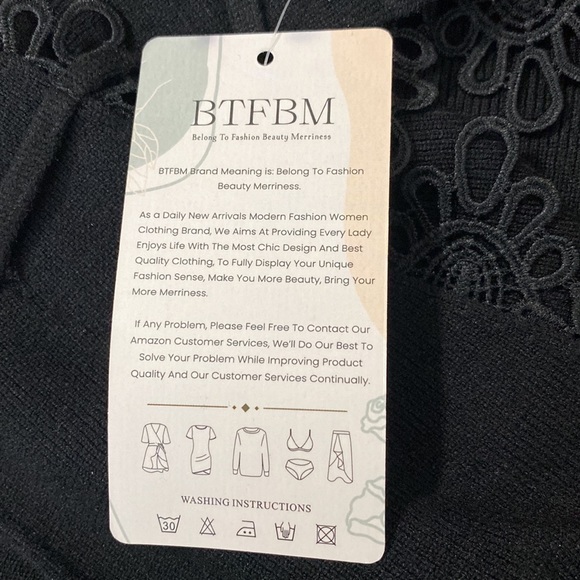 BTFBM
Belong To Fashion Beauty Merriness
BTFBM Brand Meaning is: Belong To Fashion
Beauty Merriness.
As a Daily New Arrivals Modern Fashion Women
Clothing Brand, We Aims At Providing Every Lady
Enjoys Life With The Most Chic Design And Best
Quality Clothing, To Fully Display Your Unique
Fashion Sense, Make You More Beauty, Bring Your
More Merriness.
If Any Problem, Please Feel Free To Contact Our
Amazon Customer Services, We'll Do Our Best To
Solve Your Problem While Improving Product
Quality And Our Customer Services Continually.
WASHING INSTRUCTIONS
30